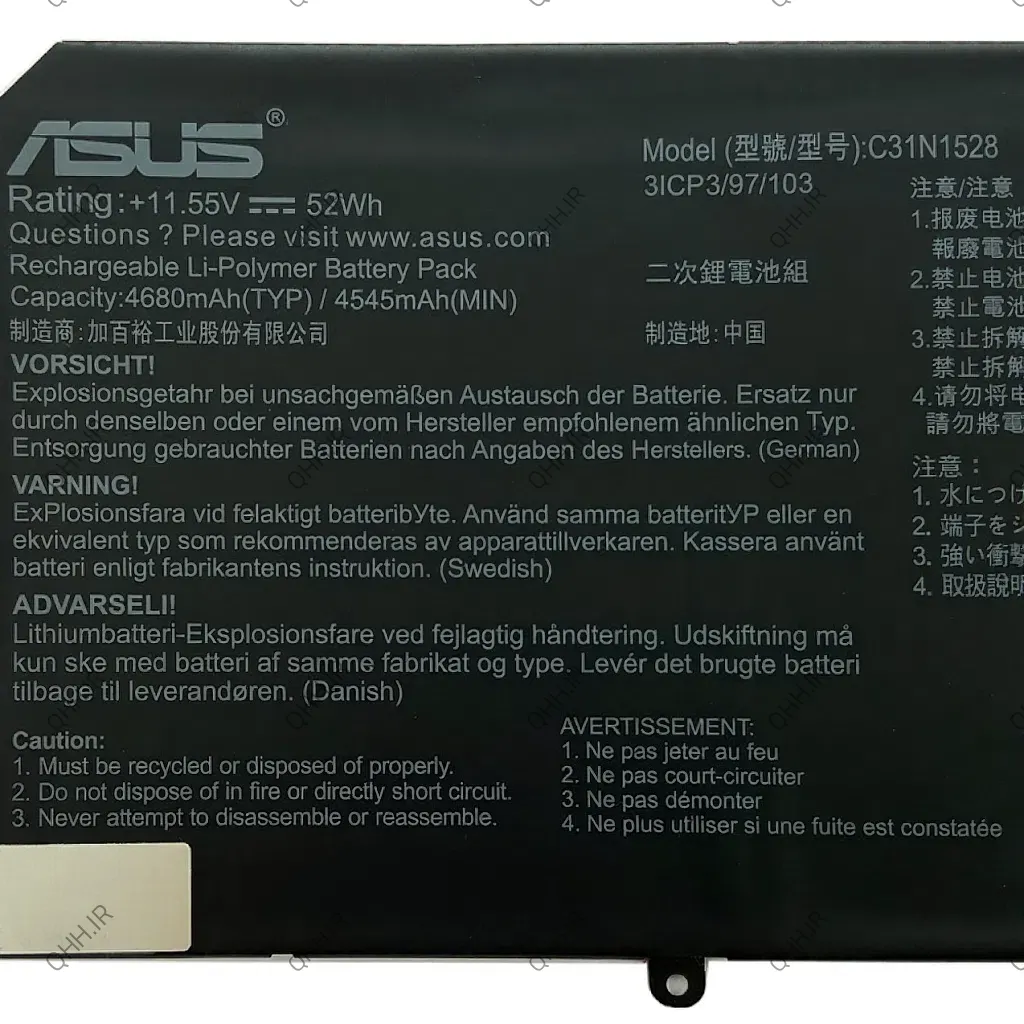 ASUS®
Rating:+11.55V 52Wh
Questions ? Please visit www.asus.com
Rechargeable Li-Polymer Battery Pack
Capacity:4680mAh(TYP) / 4545mAh(MIN)
制造商:加百裕工业股份有限公司
Model (型號/型号):C31N1528
3ICP3/97/103
二次鋰電池組
制造地:中国
VORSICHT!
Explosionsgetahr bei unsachgemäßen Austausch der Batterie. Ersatz nur
durch denselben oder einem vom Hersteller empfohlenem ähnlichen Typ.
Entsorgung gebrauchter Batterien nach Angaben des Herstellers. (German)
VARNING!
ExPlosionsfara vid felaktigt batteribУte. Använd samma batteritУP eller en
ekvivalent typ som rekommenderas av apparattillverkaren. Kassera använt
batteri enligt fabrikantens instruktion. (Swedish)
ADVARSELI!
Lithiumbatteri-Eksplosionsfare ved fejlagtig håndtering. Udskiftning må
kun ske med batteri af samme fabrikat og type. Levér det brugte batteri
tilbage til leverandøren. (Danish)
Caution:
1. Must be recycled or disposed of properly.
2. Do not dispose of in fire or directly short circuit.
3. Never attempt to disassemble or reassemble.
AVERTISSEMENT:
1. Ne pas jeter au feu
2. Ne pas court-circuiter
3. Ne pas démonter
4. Ne plus utiliser si une fuite est constatée
注意/注意
1.报废电池
報廢電池
2.禁止电池
禁止電池
3.禁止拆解
禁止拆解
4.请勿将电
請勿將電
注意：
1. 水につけ
2. 端子をシ
3. 強い衝撃
4. 取扱說明
QHH.IR